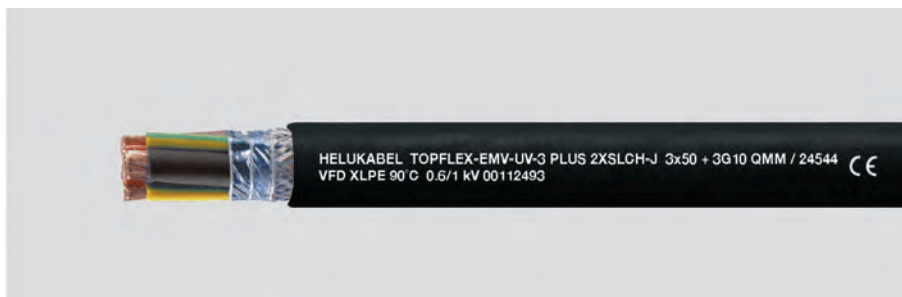 HELUKABEL TOPFLEX-EMV-UV-3 PLUS 2XSLCH-J 3x50 + 3G10 QMM / 24544 CE
VFD XLPE 90°C 0.6/1 kV 00112493